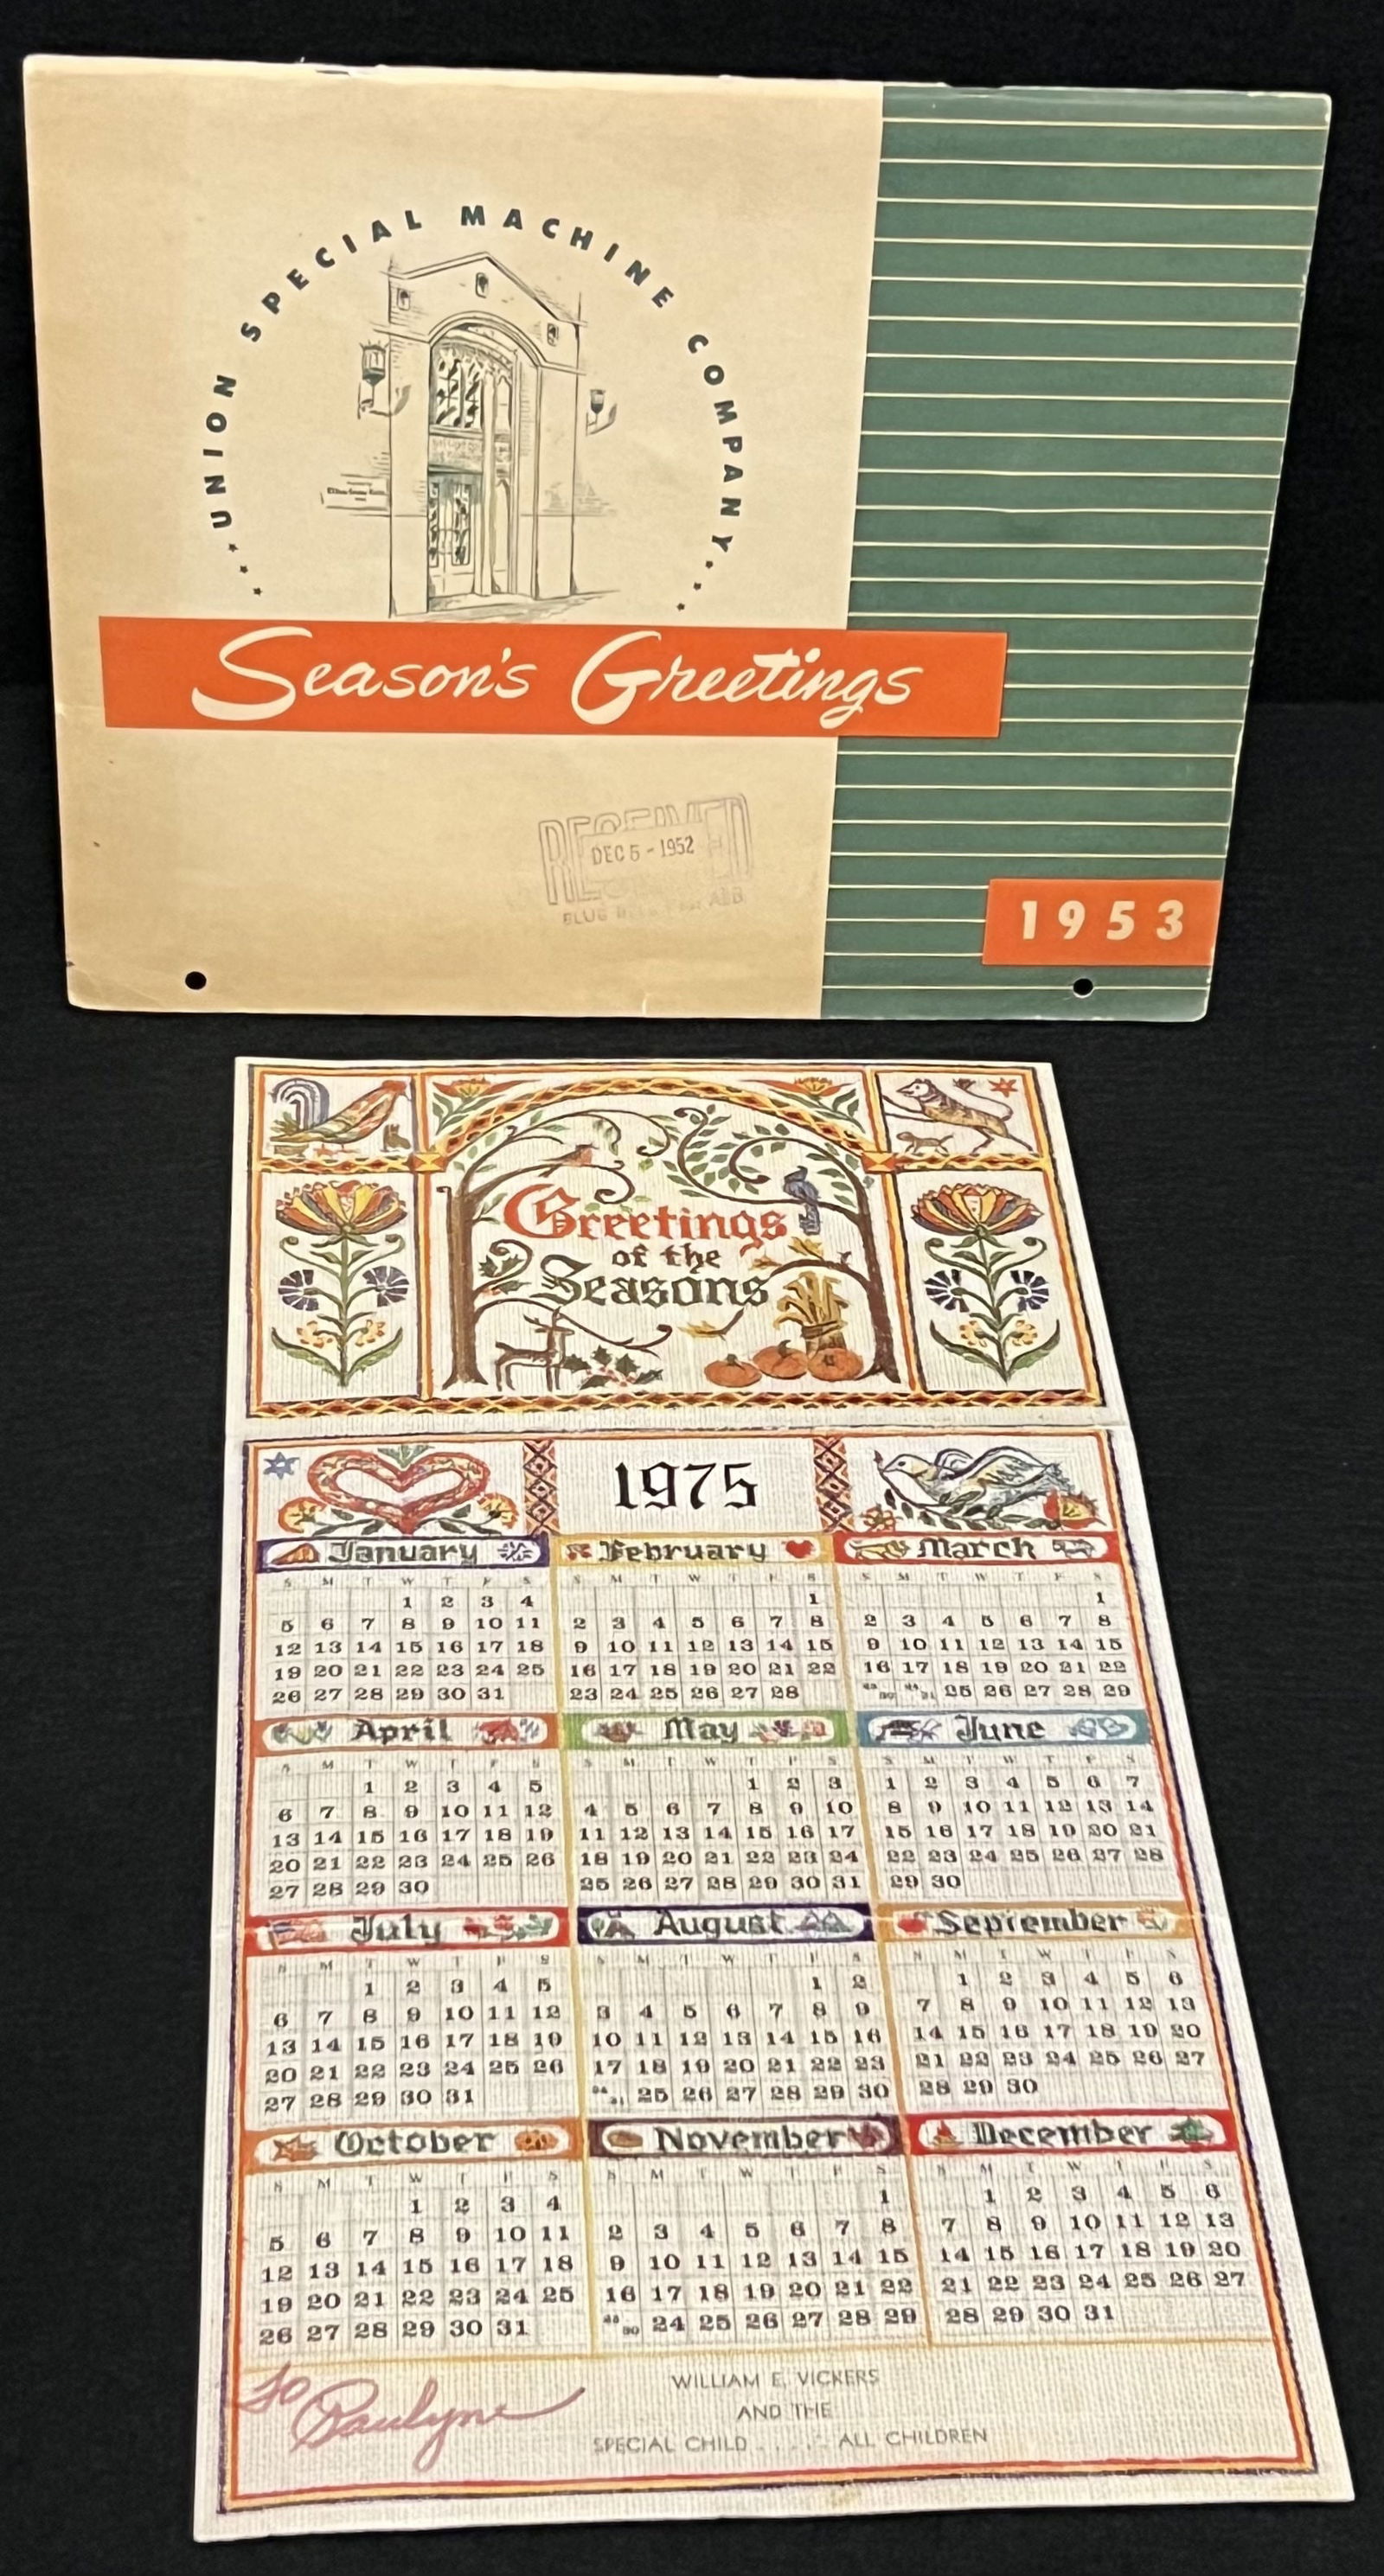 UNION SPECIAL MACHINE COMPANY
Season's Greetings
RECEIVED
DEC 5 - 1952
1953
Greetings
of the
Seasons
1975
January February March
S M T W T F S S M T W T F S S M T W T F S
1 2 3 4 1 1
5 6 7 8 9 10 11 2 3 4 5 6 7 8 2 3 4 5 6 7 8
12 13 14 15 16 17 18 9 10 11 12 13 14 15 9 10 11 12 13 14 15
19 20 21 22 23 24 25 16 17 18 19 20 21 22 16 17 18 19 20 21 22
26 27 28 29 30 31 23 24 25 26 27 28 23 30 24 31 25 26 27 28 29
April May June
S M T W T F S S M T W T F S S M T W T F S
1 2 3 4 5 1 2 3 1 2 3 4 5 6 7
6 7 8 9 10 11 12 4 5 6 7 8 9 10 8 9 10 11 12 13 14
13 14 15 16 17 18 19 11 12 13 14 15 16 17 15 16 17 18 19 20 21
20 21 22 23 24 25 26 18 19 20 21 22 23 24 22 23 24 25 26 27 28
27 28 29 30 25 26 27 28 29 30 31 29 30
July August September
S M T W T F S S M T W T F S S M T W T F S
1 2 3 4 5 1 2 1 2 3 4 5 6
6 7 8 9 10 11 12 3 4 5 6 7 8 9 7 8 9 10 11 12 13
13 14 15 16 17 18 19 10 11 12 13 14 15 16 14 15 16 17 18 19 20
20 21 22 23 24 25 26 17 18 19 20 21 22 23 21 22 23 24 25 26 27
27 28 29 30 31 24 31 25 26 27 28 29 30 28 29 30
October November December
S M T W T F S S M T W T F S S M T W T F S
1 2 3 4 1 1 2 3 4 5 6
5 6 7 8 9 10 11 2 3 4 5 6 7 8 7 8 9 10 11 12 13
12 13 14 15 16 17 18 9 10 11 12 13 14 15 14 15 16 17 18 19 20
19 20 21 22 23 24 25 16 17 18 19 20 21 22 21 22 23 24 25 26 27
26 27 28 29 30 31 23 30 24 25 26 27 28 29 28 29 30 31
To Paulyne
WILLIAM E. VICKERS
AND THE
SPECIAL CHILD . . . . . ALL CHILDREN